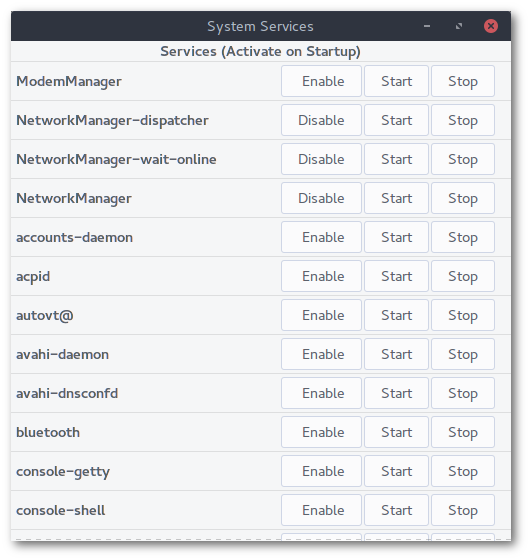 System Services
Services (Activate on Startup)
ModemManager Enable Start Stop
NetworkManager-dispatcher Disable Start Stop
NetworkManager-wait-online Disable Start Stop
NetworkManager Disable Start Stop
accounts-daemon Enable Start Stop
acpid Enable Start Stop
autovt@ Enable Start Stop
avahi-daemon Enable Start Stop
avahi-dnsconfd Enable Start Stop
bluetooth Enable Start Stop
console-getty Enable Start Stop
console-shell Enable Start Stop